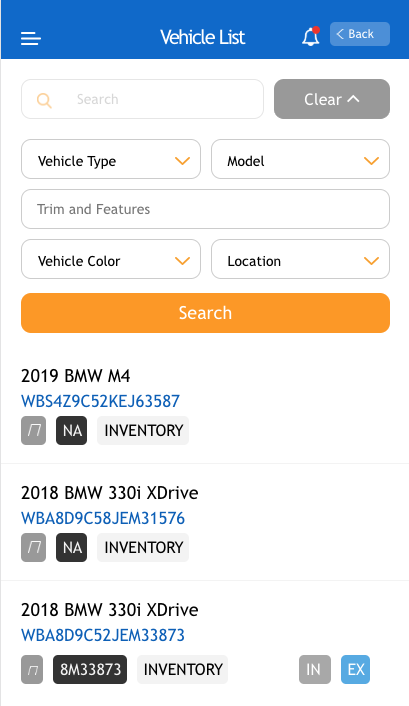 Vehicle List
Back
Search
Clear
Vehicle Type
Model
Trim and Features
Vehicle Color
Location
Search
2019 BMW M4
WBS4Z9C52KEJ63587
NA INVENTORY
2018 BMW 330i XDrive
WBA8D9C58JEM31576
NA INVENTORY
2018 BMW 330i XDrive
WBA8D9C52JEM33873
8M33873 INVENTORY IN EX